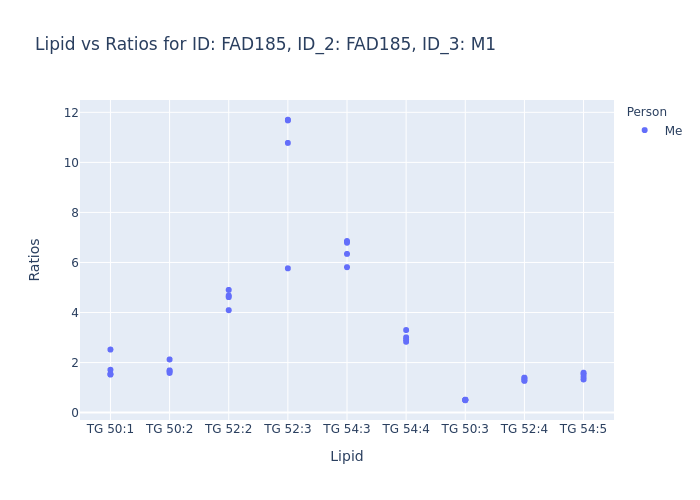 Lipid vs Ratios for ID: FAD185, ID_2: FAD185, ID_3: M1
Person
Me
12
10
8
6
4
2
0
Ratios
TG 50:1 TG 50:2 TG 52:2 TG 52:3 TG 54:3 TG 54:4 TG 50:3 TG 52:4 TG 54:5
Lipid